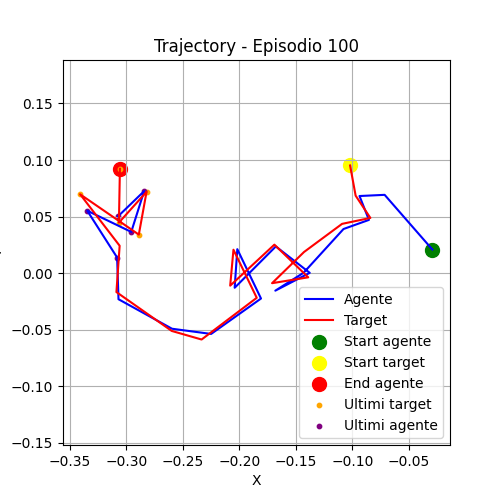 Trajectory - Episodio 100
0.15
0.10
0.05
0.00
−0.05
−0.10
−0.15
−0.35
−0.30
−0.25
−0.20
−0.15
−0.10
−0.05
X
Agente
Target
Start agente
Start target
End agente
Ultimi target
Ultimi agente